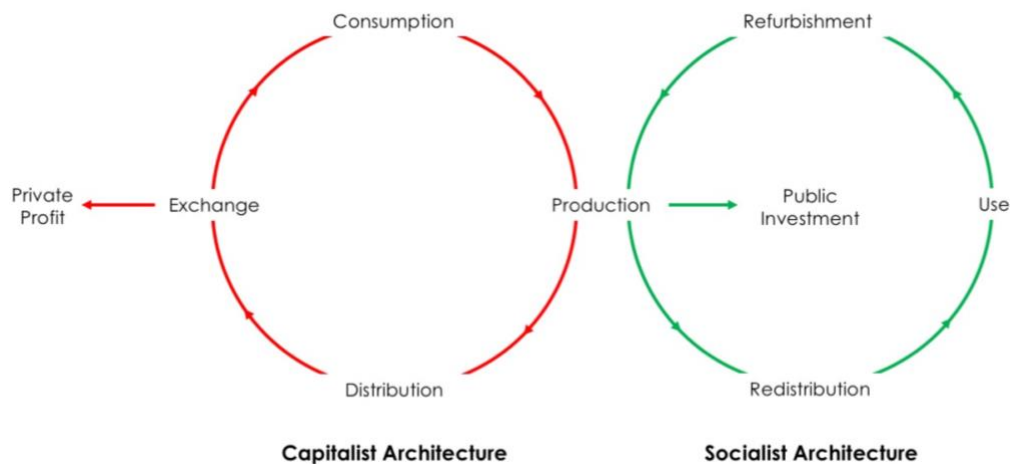 Consumption
Refurbishment
Private
Profit
Exchange
Production
Public
Investment
Use
Distribution
Redistribution
Capitalist Architecture
Socialist Architecture